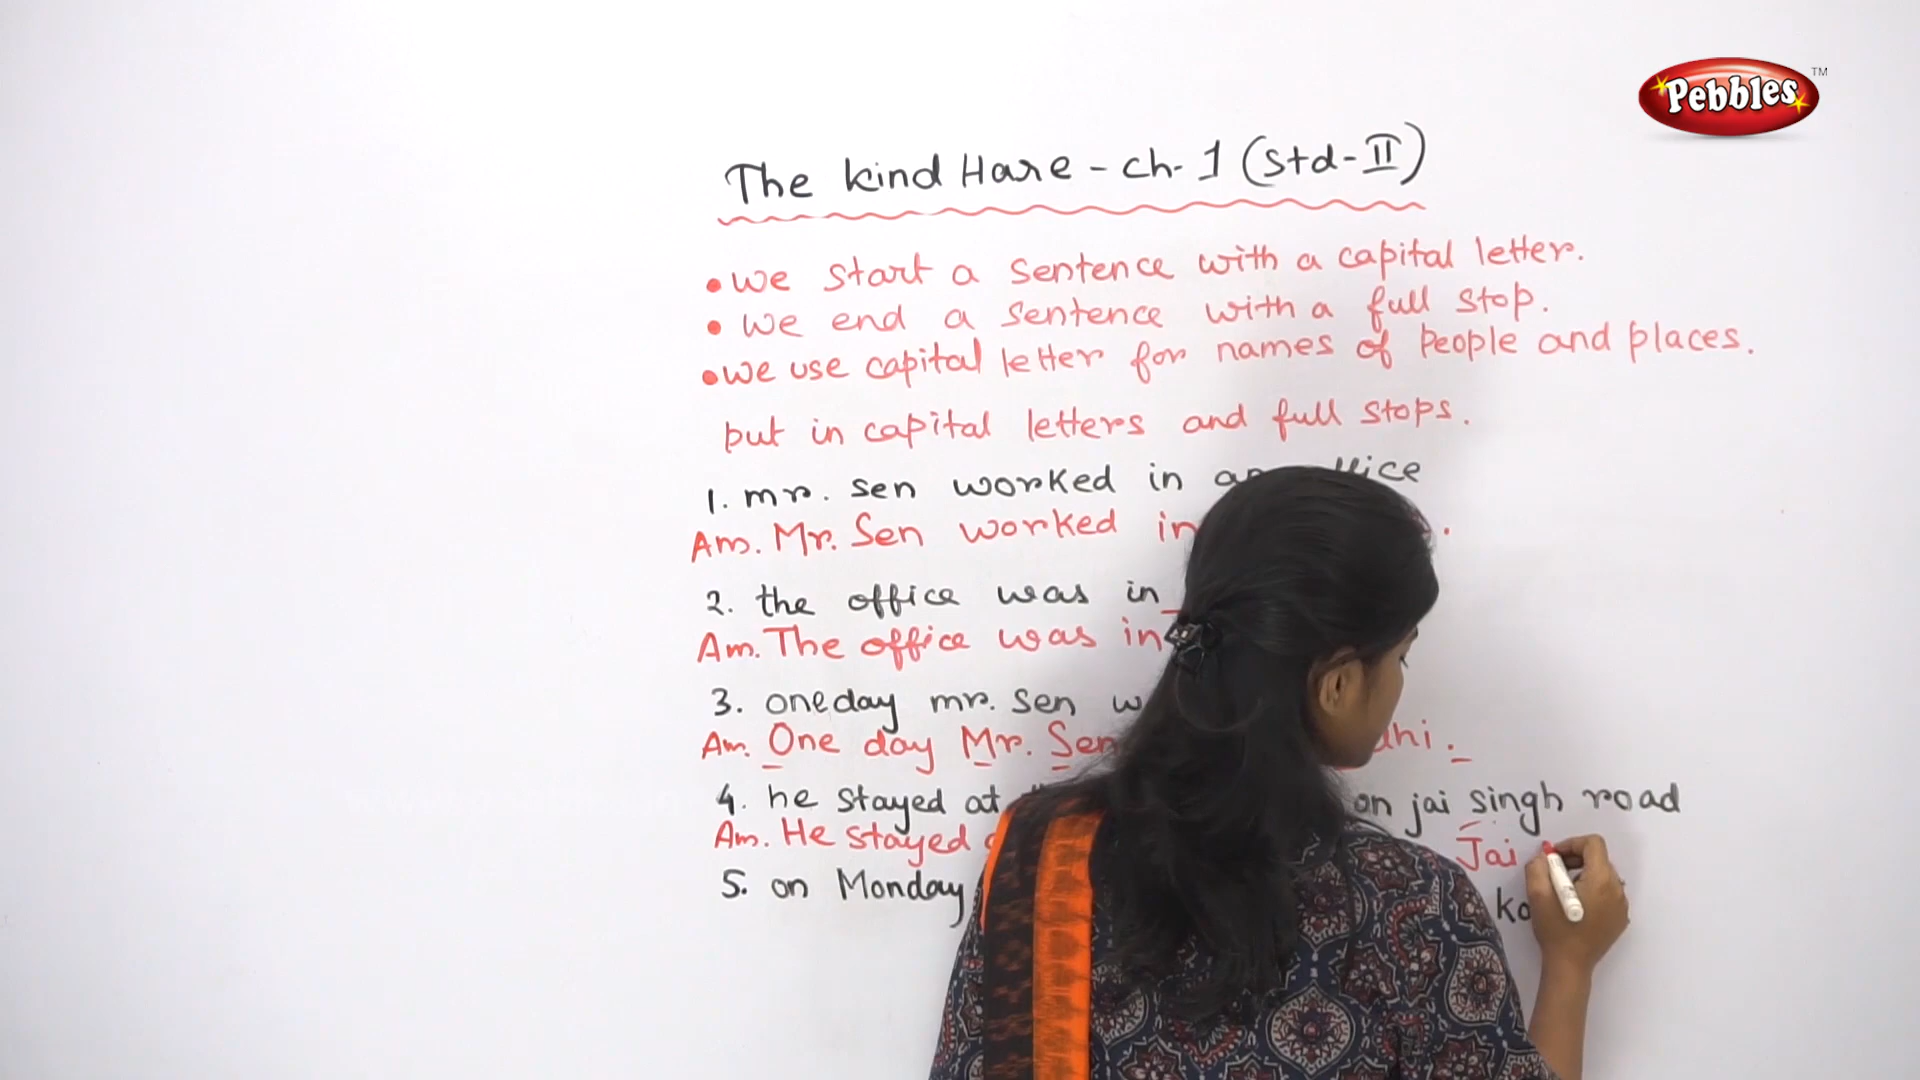 Pebbles TM
The kind Hare - ch. 1 (Std-II)
• we start a sentence with a capital letter.
• we end a sentence with a full stop.
• we use capital letter for names of people and places.
put in capital letters and full stops.
1. mr. sen worked in an office
Ans. Mr. Sen worked in .
2. the office was in
Ans. The office was in
3. oneday mr. sen
Ans. One day Mr. Sen .
4. he stayed at on jai singh road
Ans. He stayed Jai
5. on Monday